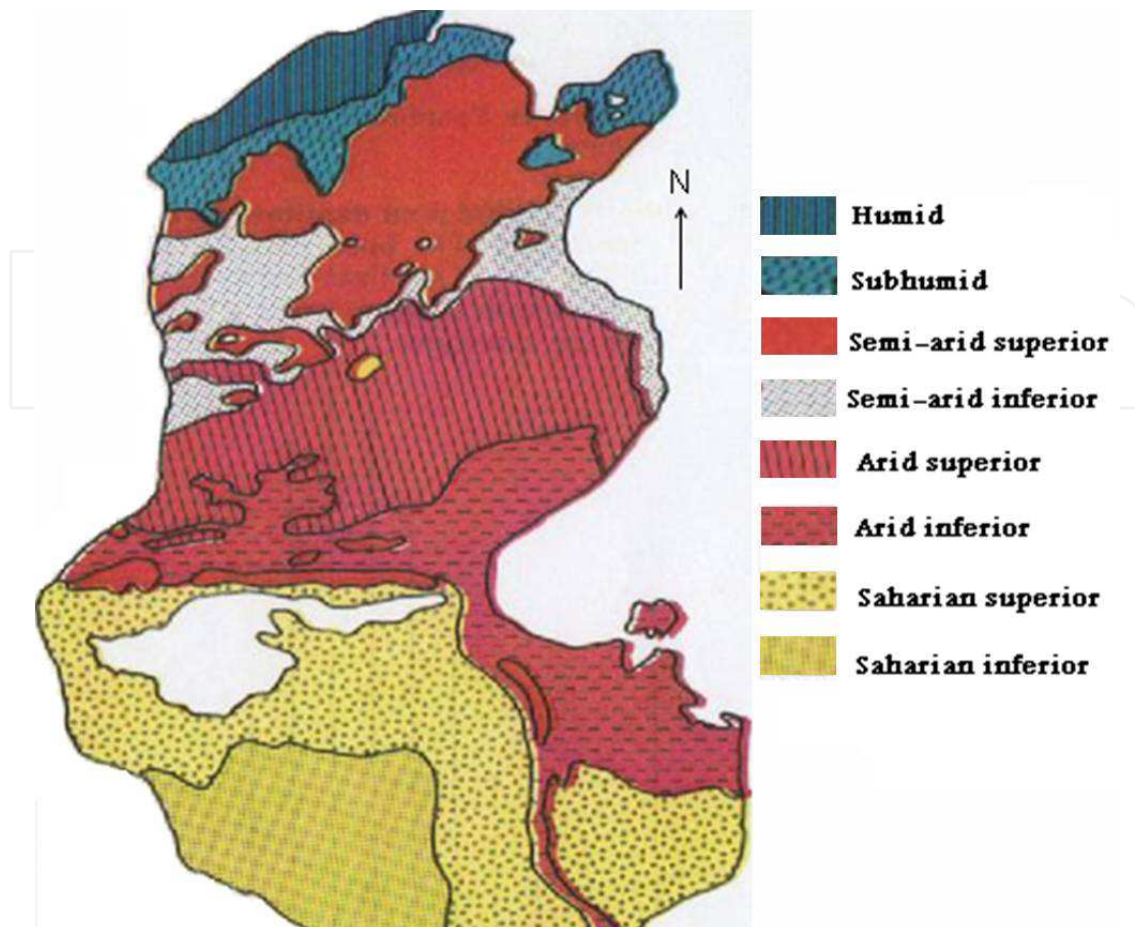 N
Humid
Subhumid
Semi-arid superior
Semi-arid inferior
Arid superior
Arid inferior
Saharian superior
Saharian inferior